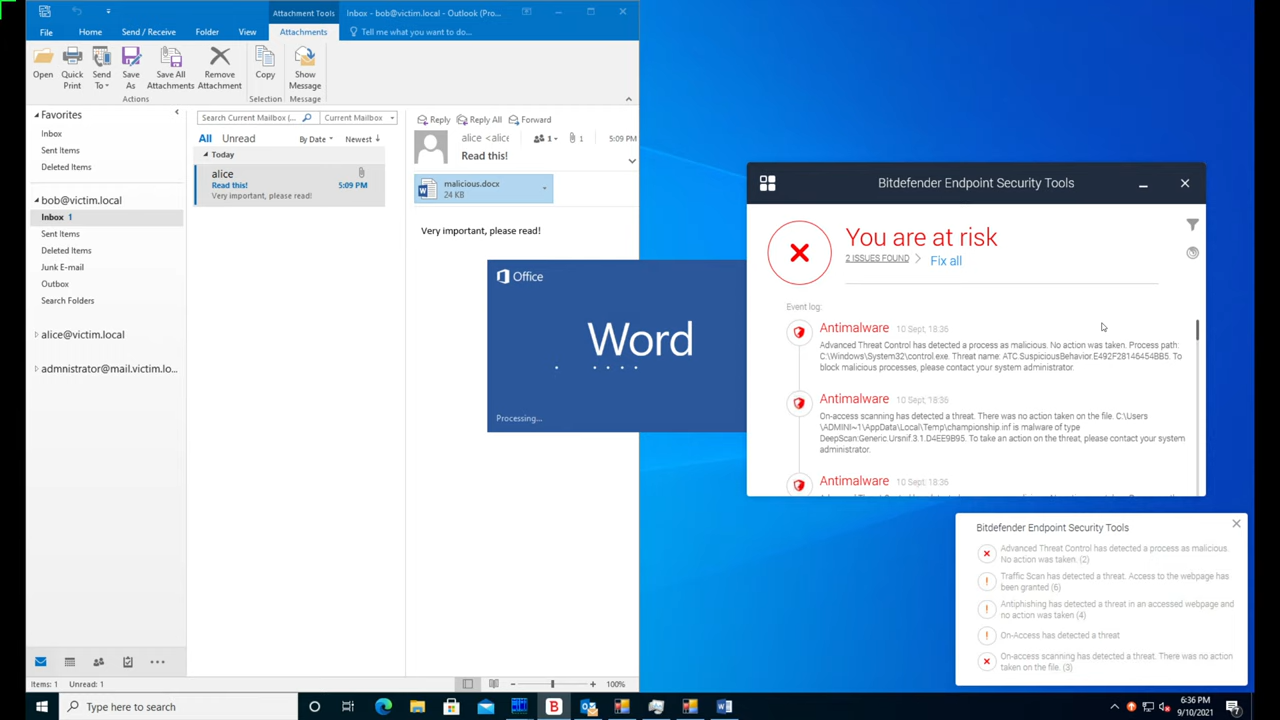 Attachment Tools
Inbox - bob@victim.local - Outlook (Pro...
File
Home
Send / Receive
Folder
View
Attachments
Tell me what you want to do...
Open
Quick Print
Send To
Save As
Save All Attachments
Remove Attachment
Copy
Show Message
Actions
Selection
Message
Favorites
Inbox
Sent Items
Deleted Items
bob@victim.local
Inbox 1
Sent Items
Deleted Items
Junk E-mail
Outbox
Search Folders
alice@victim.local
admnistrator@mail.victim.lo...
Search Current Mailbox (...
Current Mailbox
All Unread
By Date Newest
Today
alice
Read this! 5:09 PM
Very important, please read!
Reply Reply All Forward
alice <alice
1
1
5:09 PM
Read this!
malicious.docx
24 KB
Very important, please read!
Office
Word
Processing...
Items: 1 Unread: 1
100%
Bitdefender Endpoint Security Tools
You are at risk
2 ISSUES FOUND
Fix all
Event log:
Antimalware 10 Sept, 18:36
Advanced Threat Control has detected a process as malicious. No action was taken. Process path:
C:\Windows\System32\control.exe. Threat name: ATC.SuspiciousBehavior.E492F28146454BB5. To
block malicious processes, please contact your system administrator.
Antimalware 10 Sept, 18:36
On-access scanning has detected a threat. There was no action taken on the file. C:\Users
\ADMINI~1\AppData\Local\Temp\championship.inf is malware of type
DeepScan:Generic.Ursnif.3.1.D4EE9B95. To take an action on the threat, please contact your system
administrator.
Antimalware 10 Sept, 18:36
Bitdefender Endpoint Security Tools
Advanced Threat Control has detected a process as malicious.
No action was taken. (2)
Traffic Scan has detected a threat. Access to the webpage has
been granted (6)
Antiphishing has detected a threat in an accessed webpage and
no action was taken (4)
On-Access has detected a threat
On-access scanning has detected a threat. There was no action
taken on the file. (3)
Type here to search
6:36 PM
9/10/2021
7